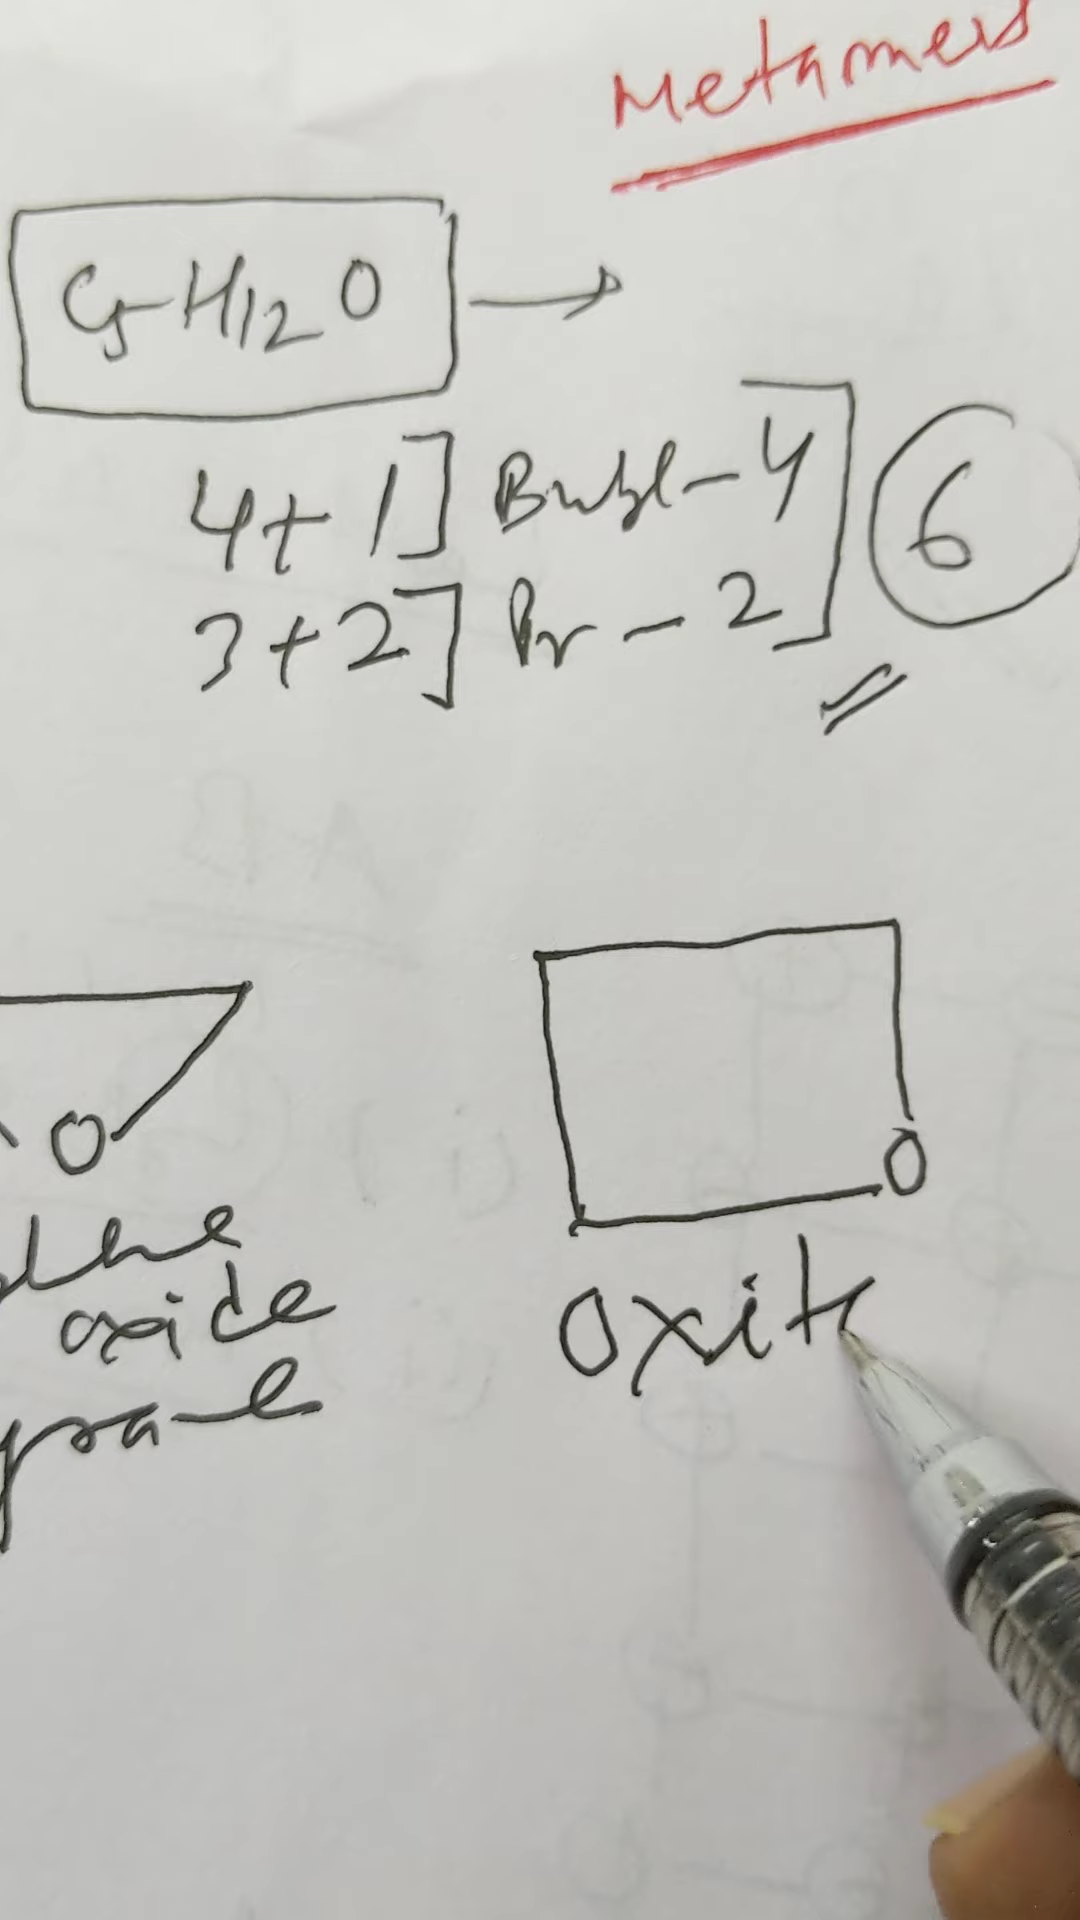 Metamers
C5H12O →
4+1] Butyl-4
3+2] Pr-2
6
O
O
oxide
oxit